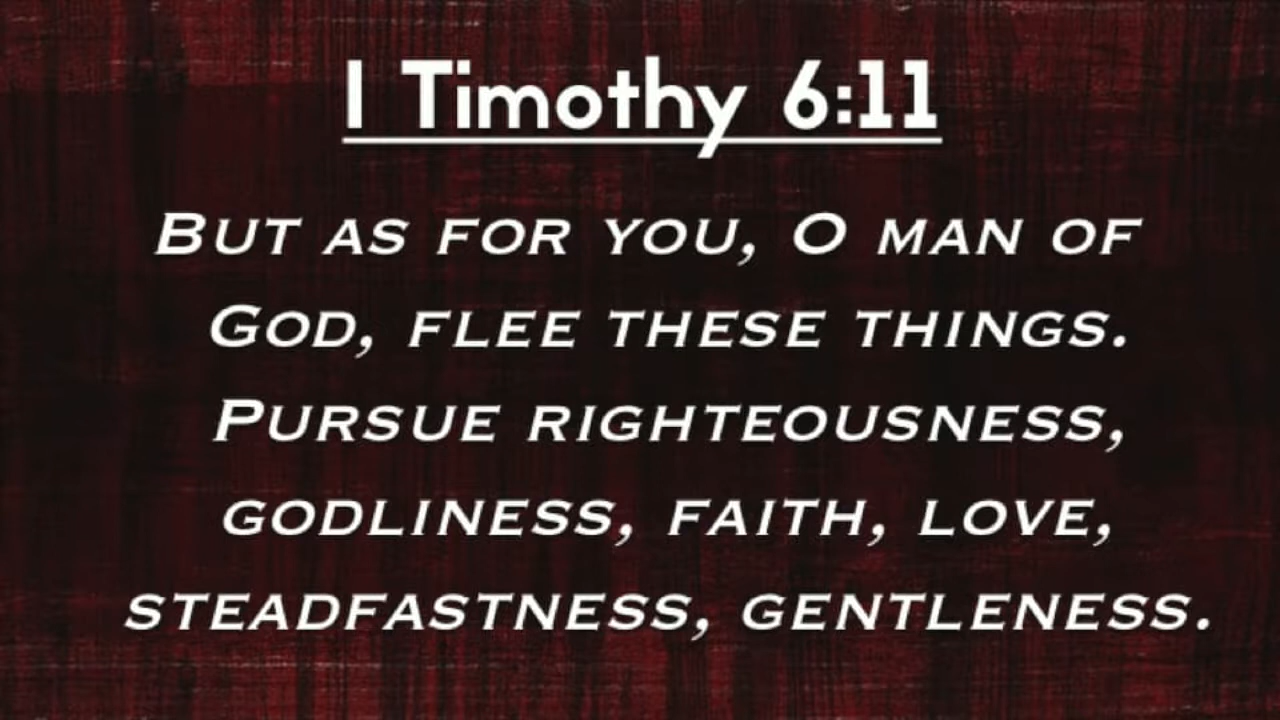 I Timothy 6:11
But as for you, O man of
God, flee these things.
Pursue righteousness,
godliness, faith, love,
steadfastness, gentleness.